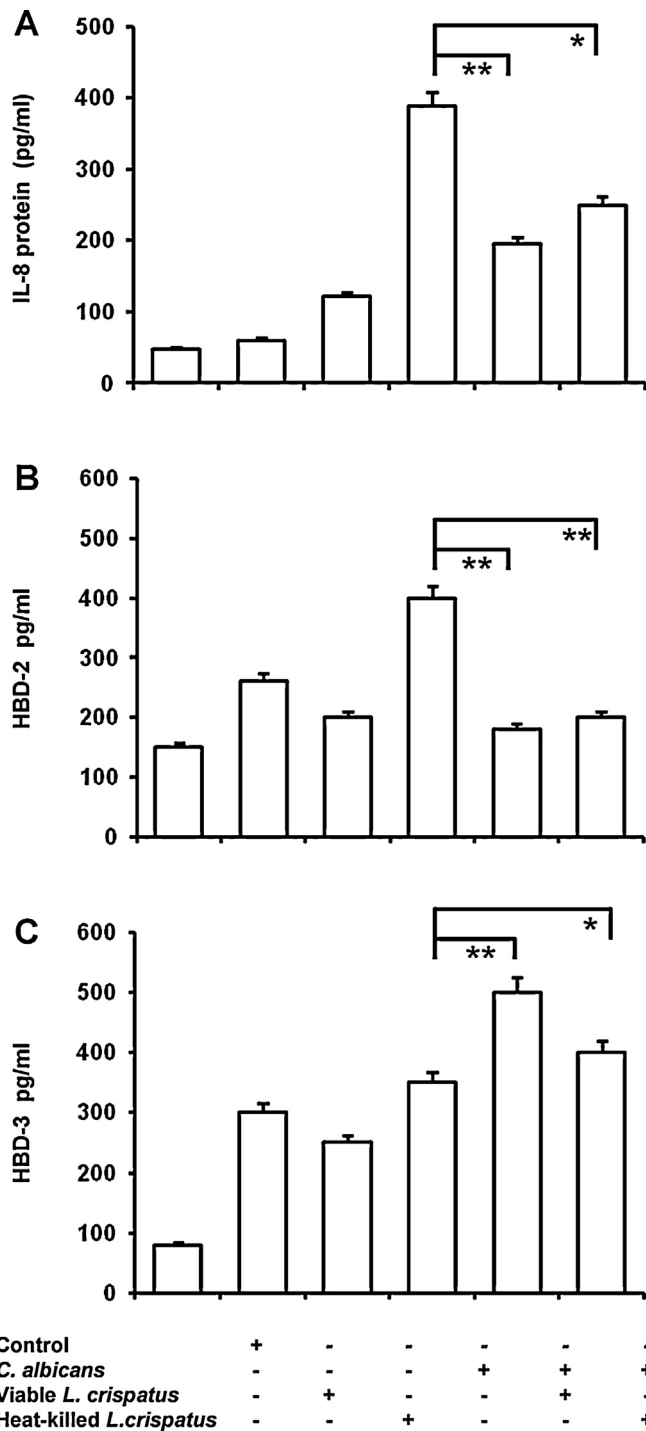 A
500
** *
400
300
200
100
0
IL-8 protein (pg/ml)
B
600
500
** **
400
300
200
100
0
HBD-2 pg/ml
C
600
** *
500
400
300
200
100
0
HBD-3 pg/ml
Control + - - - - -
C. albicans - - - + + +
Viable L. crispatus - + - - + -
Heat-killed L.crispatus - - + - - +